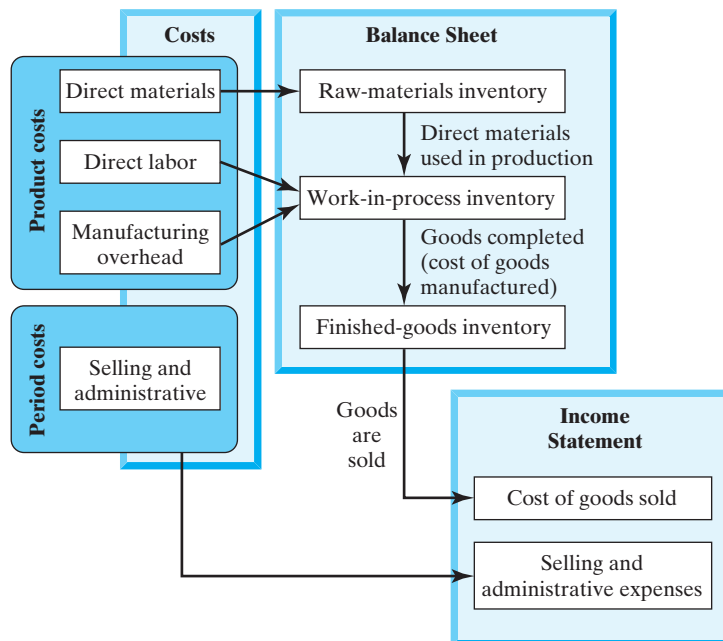 Costs
Balance Sheet
Product costs
Direct materials
Raw-materials inventory
Direct materials
used in production
Direct labor
Work-in-process inventory
Manufacturing
overhead
Goods completed
(cost of goods
manufactured)
Finished-goods inventory
Period costs
Selling and
administrative
Goods
are
sold
Income
Statement
Cost of goods sold
Selling and
administrative expenses